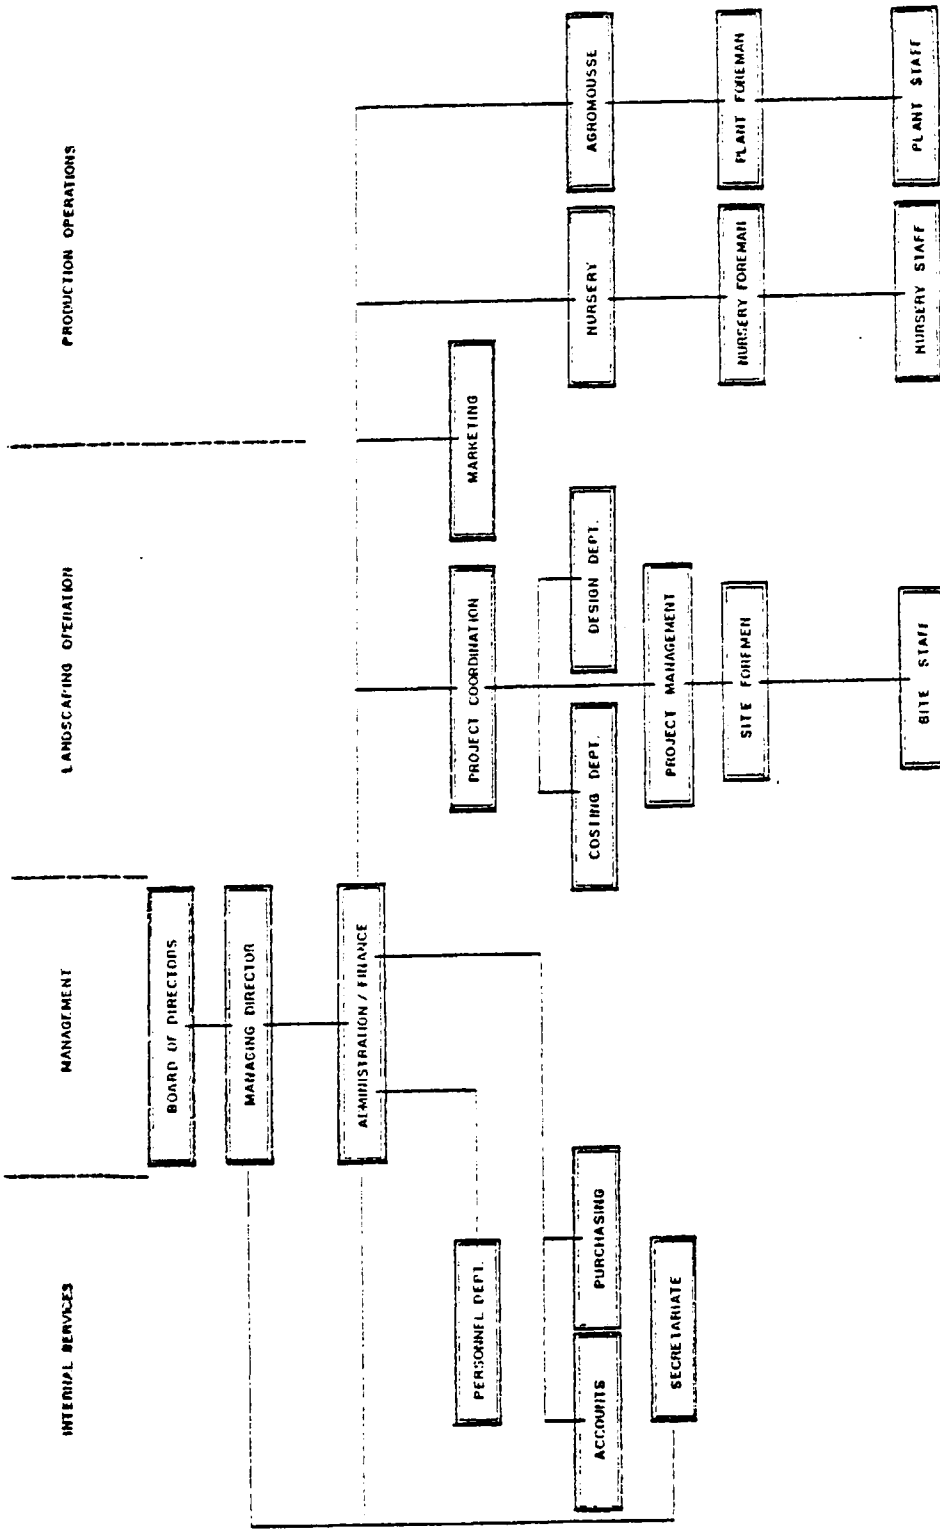 INTERNAL SERVICES
MANAGEMENT
LANDSCAPING OPERATION
PRODUCTION OPERATIONS
BOARD OF DIRECTORS
MANAGING DIRECTOR
ADMINISTRATION / FINANCE
PERSONNEL DEPT.
PROJECT COORDINATION
MARKETING
ACCOUNTS
PURCHASING
COSTING DEPT.
DESIGN DEPT.
NURSERY
AGROMOUSSE
SECRETARIATE
PROJECT MANAGEMENT
SITE FOREMEN
NURSERY FOREMAN
PLANT FOREMAN
SITE STAFF
NURSERY STAFF
PLANT STAFF